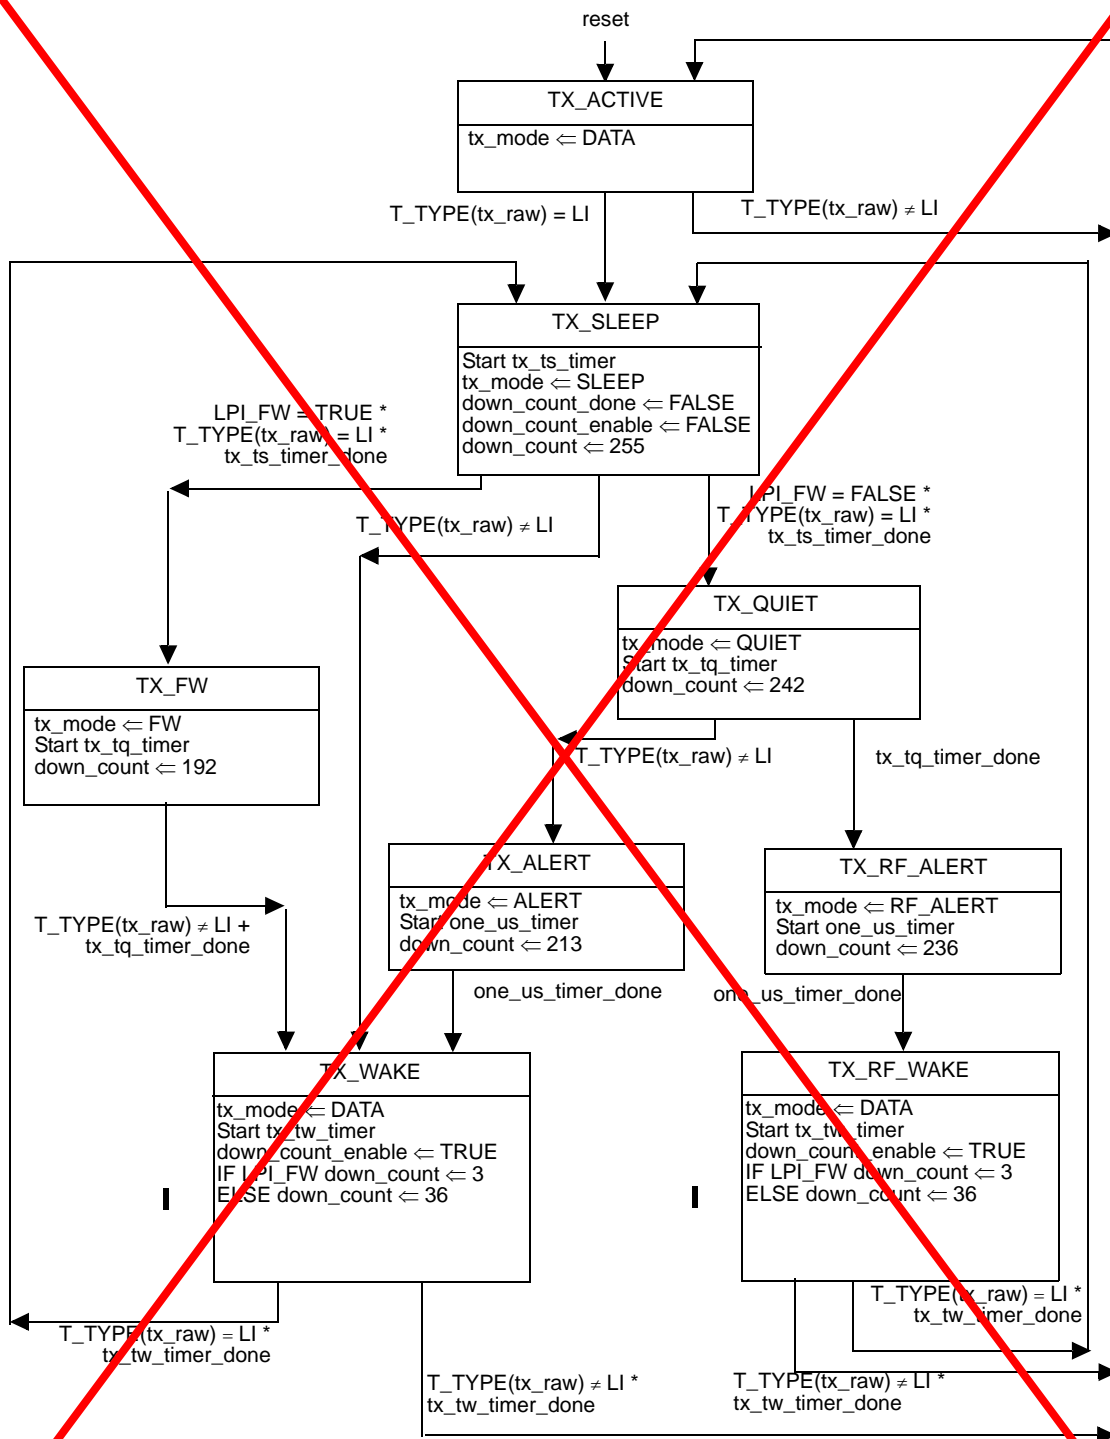 reset
TX_ACTIVE
tx_mode ⇐ DATA
T_TYPE(tx_raw) = LI
T_TYPE(tx_raw) ≠ LI
TX_SLEEP
Start tx_ts_timer
tx_mode ⇐ SLEEP
down_count_done ⇐ FALSE
down_count_enable ⇐ FALSE
down_count ⇐ 255
LPI_FW = TRUE *
T_TYPE(tx_raw) = LI *
tx_ts_timer_done
T_TYPE(tx_raw) ≠ LI
LPI_FW = FALSE *
T_TYPE(tx_raw) = LI *
tx_ts_timer_done
TX_QUIET
tx_mode ⇐ QUIET
Start tx_tq_timer
down_count ⇐ 242
TX_FW
tx_mode ⇐ FW
Start tx_tq_timer
down_count ⇐ 192
T_TYPE(tx_raw) ≠ LI
tx_tq_timer_done
TX_ALERT
tx_mode ⇐ ALERT
Start one_us_timer
down_count ⇐ 213
TX_RF_ALERT
tx_mode ⇐ RF_ALERT
Start one_us_timer
down_count ⇐ 236
T_TYPE(tx_raw) ≠ LI +
tx_tq_timer_done
one_us_timer_done
one_us_timer_done
TX_WAKE
tx_mode ⇐ DATA
Start tx_tw_timer
down_count_enable ⇐ TRUE
IF LPI_FW down_count ⇐ 3
ELSE down_count ⇐ 36
TX_RF_WAKE
tx_mode ⇐ DATA
Start tx_tw_timer
down_count_enable ⇐ TRUE
IF LPI_FW down_count ⇐ 3
ELSE down_count ⇐ 36
T_TYPE(tx_raw) = LI *
tx_tw_timer_done
T_TYPE(tx_raw) = LI *
tx_tw_timer_done
T_TYPE(tx_raw) ≠ LI *
tx_tw_timer_done
T_TYPE(tx_raw) ≠ LI *
tx_tw_timer_done